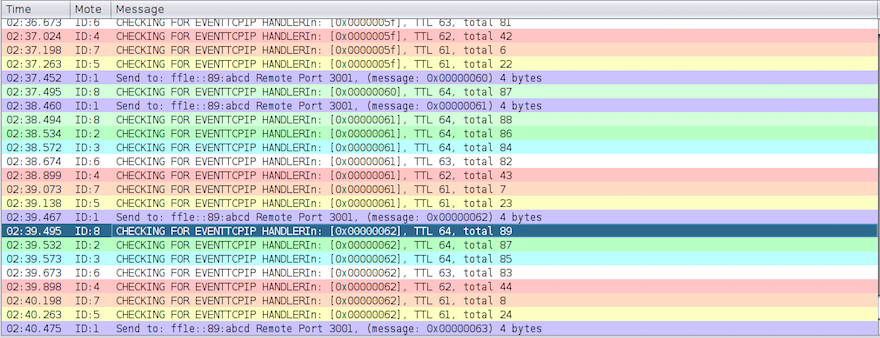 Time Mote Message
02:36.673 ID:6 CHECKING FOR EVENTTCPIP HANDLERIn: [0x0000005f], TTL 63, total 81
02:37.024 ID:4 CHECKING FOR EVENTTCPIP HANDLERIn: [0x0000005f], TTL 62, total 42
02:37.198 ID:7 CHECKING FOR EVENTTCPIP HANDLERIn: [0x0000005f], TTL 61, total 6
02:37.263 ID:5 CHECKING FOR EVENTTCPIP HANDLERIn: [0x0000005f], TTL 61, total 22
02:37.452 ID:1 Send to: ff1e::89:abcd Remote Port 3001, (message: 0x00000060) 4 bytes
02:37.495 ID:8 CHECKING FOR EVENTTCPIP HANDLERIn: [0x00000060], TTL 64, total 87
02:38.460 ID:1 Send to: ff1e::89:abcd Remote Port 3001, (message: 0x00000061) 4 bytes
02:38.494 ID:8 CHECKING FOR EVENTTCPIP HANDLERIn: [0x00000061], TTL 64, total 88
02:38.534 ID:2 CHECKING FOR EVENTTCPIP HANDLERIn: [0x00000061], TTL 64, total 86
02:38.572 ID:3 CHECKING FOR EVENTTCPIP HANDLERIn: [0x00000061], TTL 64, total 84
02:38.674 ID:6 CHECKING FOR EVENTTCPIP HANDLERIn: [0x00000061], TTL 63, total 82
02:38.899 ID:4 CHECKING FOR EVENTTCPIP HANDLERIn: [0x00000061], TTL 62, total 43
02:39.073 ID:7 CHECKING FOR EVENTTCPIP HANDLERIn: [0x00000061], TTL 61, total 7
02:39.138 ID:5 CHECKING FOR EVENTTCPIP HANDLERIn: [0x00000061], TTL 61, total 23
02:39.467 ID:1 Send to: ff1e::89:abcd Remote Port 3001, (message: 0x00000062) 4 bytes
02:39.495 ID:8 CHECKING FOR EVENTTCPIP HANDLERIn: [0x00000062], TTL 64, total 89
02:39.532 ID:2 CHECKING FOR EVENTTCPIP HANDLERIn: [0x00000062], TTL 64, total 87
02:39.573 ID:3 CHECKING FOR EVENTTCPIP HANDLERIn: [0x00000062], TTL 64, total 85
02:39.673 ID:6 CHECKING FOR EVENTTCPIP HANDLERIn: [0x00000062], TTL 63, total 83
02:39.898 ID:4 CHECKING FOR EVENTTCPIP HANDLERIn: [0x00000062], TTL 62, total 44
02:40.198 ID:7 CHECKING FOR EVENTTCPIP HANDLERIn: [0x00000062], TTL 61, total 8
02:40.263 ID:5 CHECKING FOR EVENTTCPIP HANDLERIn: [0x00000062], TTL 61, total 24
02:40.475 ID:1 Send to: ff1e::89:abcd Remote Port 3001, (message: 0x00000063) 4 bytes